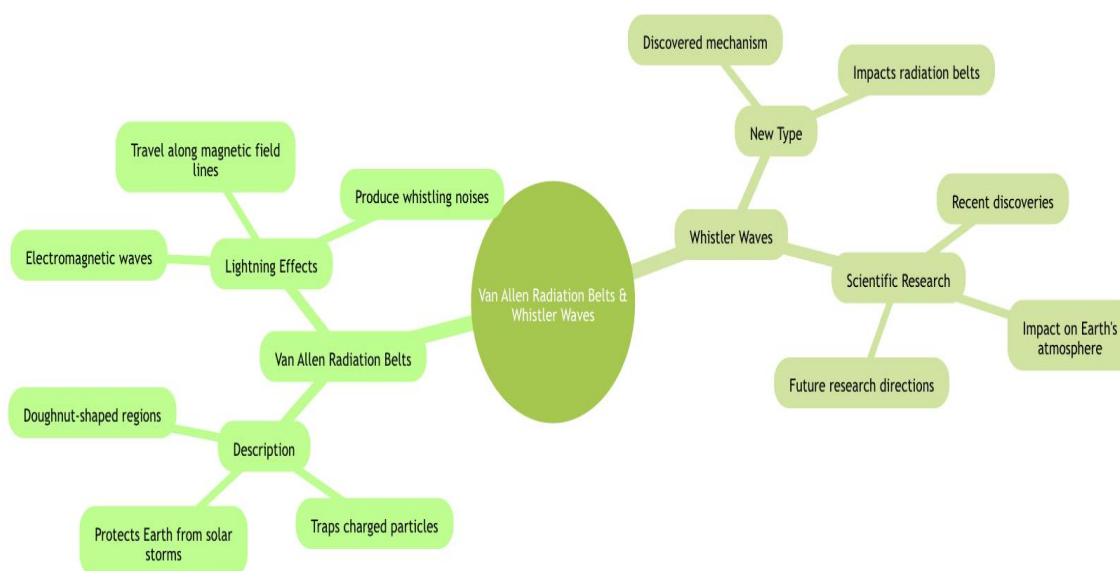 Van Allen Radiation Belts &
Whistler Waves
Van Allen Radiation Belts
Lightning Effects
Travel along magnetic field
lines
Produce whistling noises
Electromagnetic waves
Description
Doughnut-shaped regions
Protects Earth from solar
storms
Traps charged particles
Whistler Waves
New Type
Discovered mechanism
Impacts radiation belts
Scientific Research
Recent discoveries
Impact on Earth's
atmosphere
Future research directions